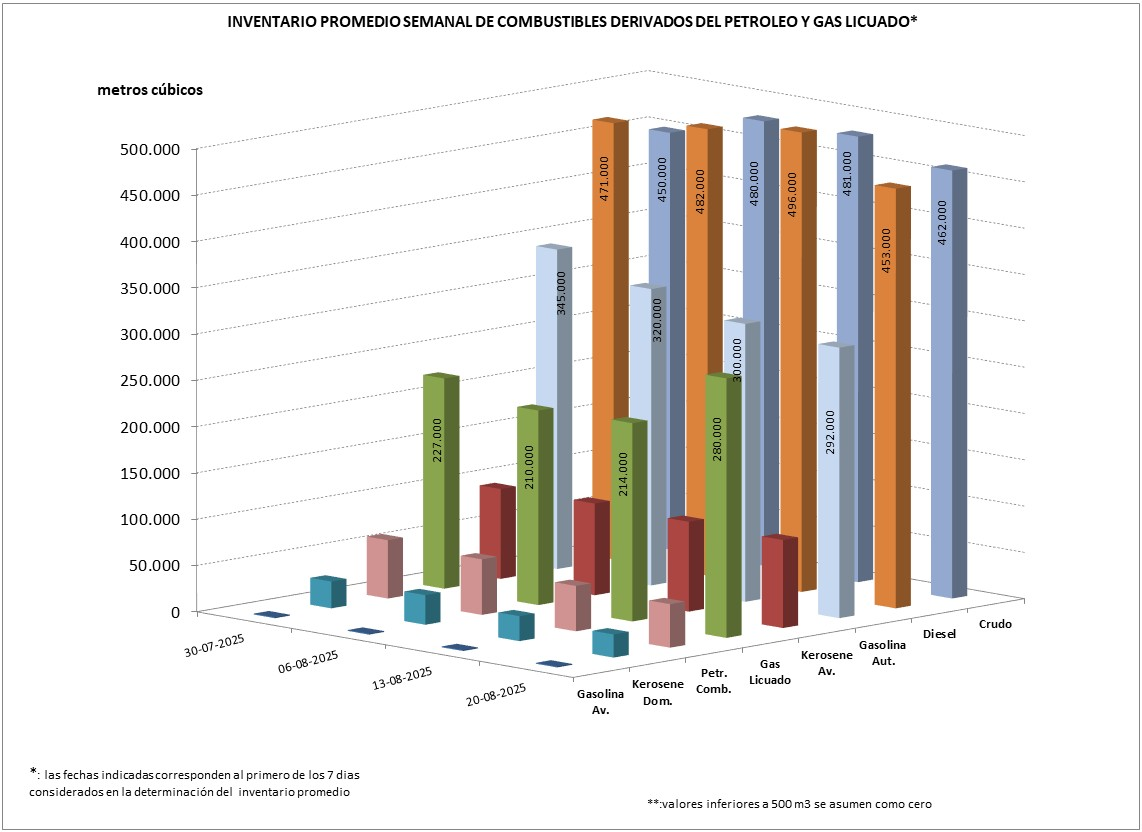 INVENTARIO PROMEDIO SEMANAL DE COMBUSTIBLES DERIVADOS DEL PETROLEO Y GAS LICUADO*
metros cúbicos
500.000
450.000
400.000
350.000
300.000
250.000
200.000
150.000
100.000
50.000
0
471.000
450.000
482.000
480.000
496.000
481.000
453.000
462.000
345.000
320.000
300.000
292.000
227.000
210.000
214.000
280.000
30-07-2025
06-08-2025
13-08-2025
20-08-2025
Gasolina
Av.
Kerosene
Dom.
Petr.
Comb.
Gas
Licuado
Kerosene
Av.
Gasolina
Aut.
Diesel
Crudo
*: las fechas indicadas corresponden al primero de los 7 dias
considerados en la determinación del inventario promedio
**:valores inferiores a 500 m3 se asumen como cero